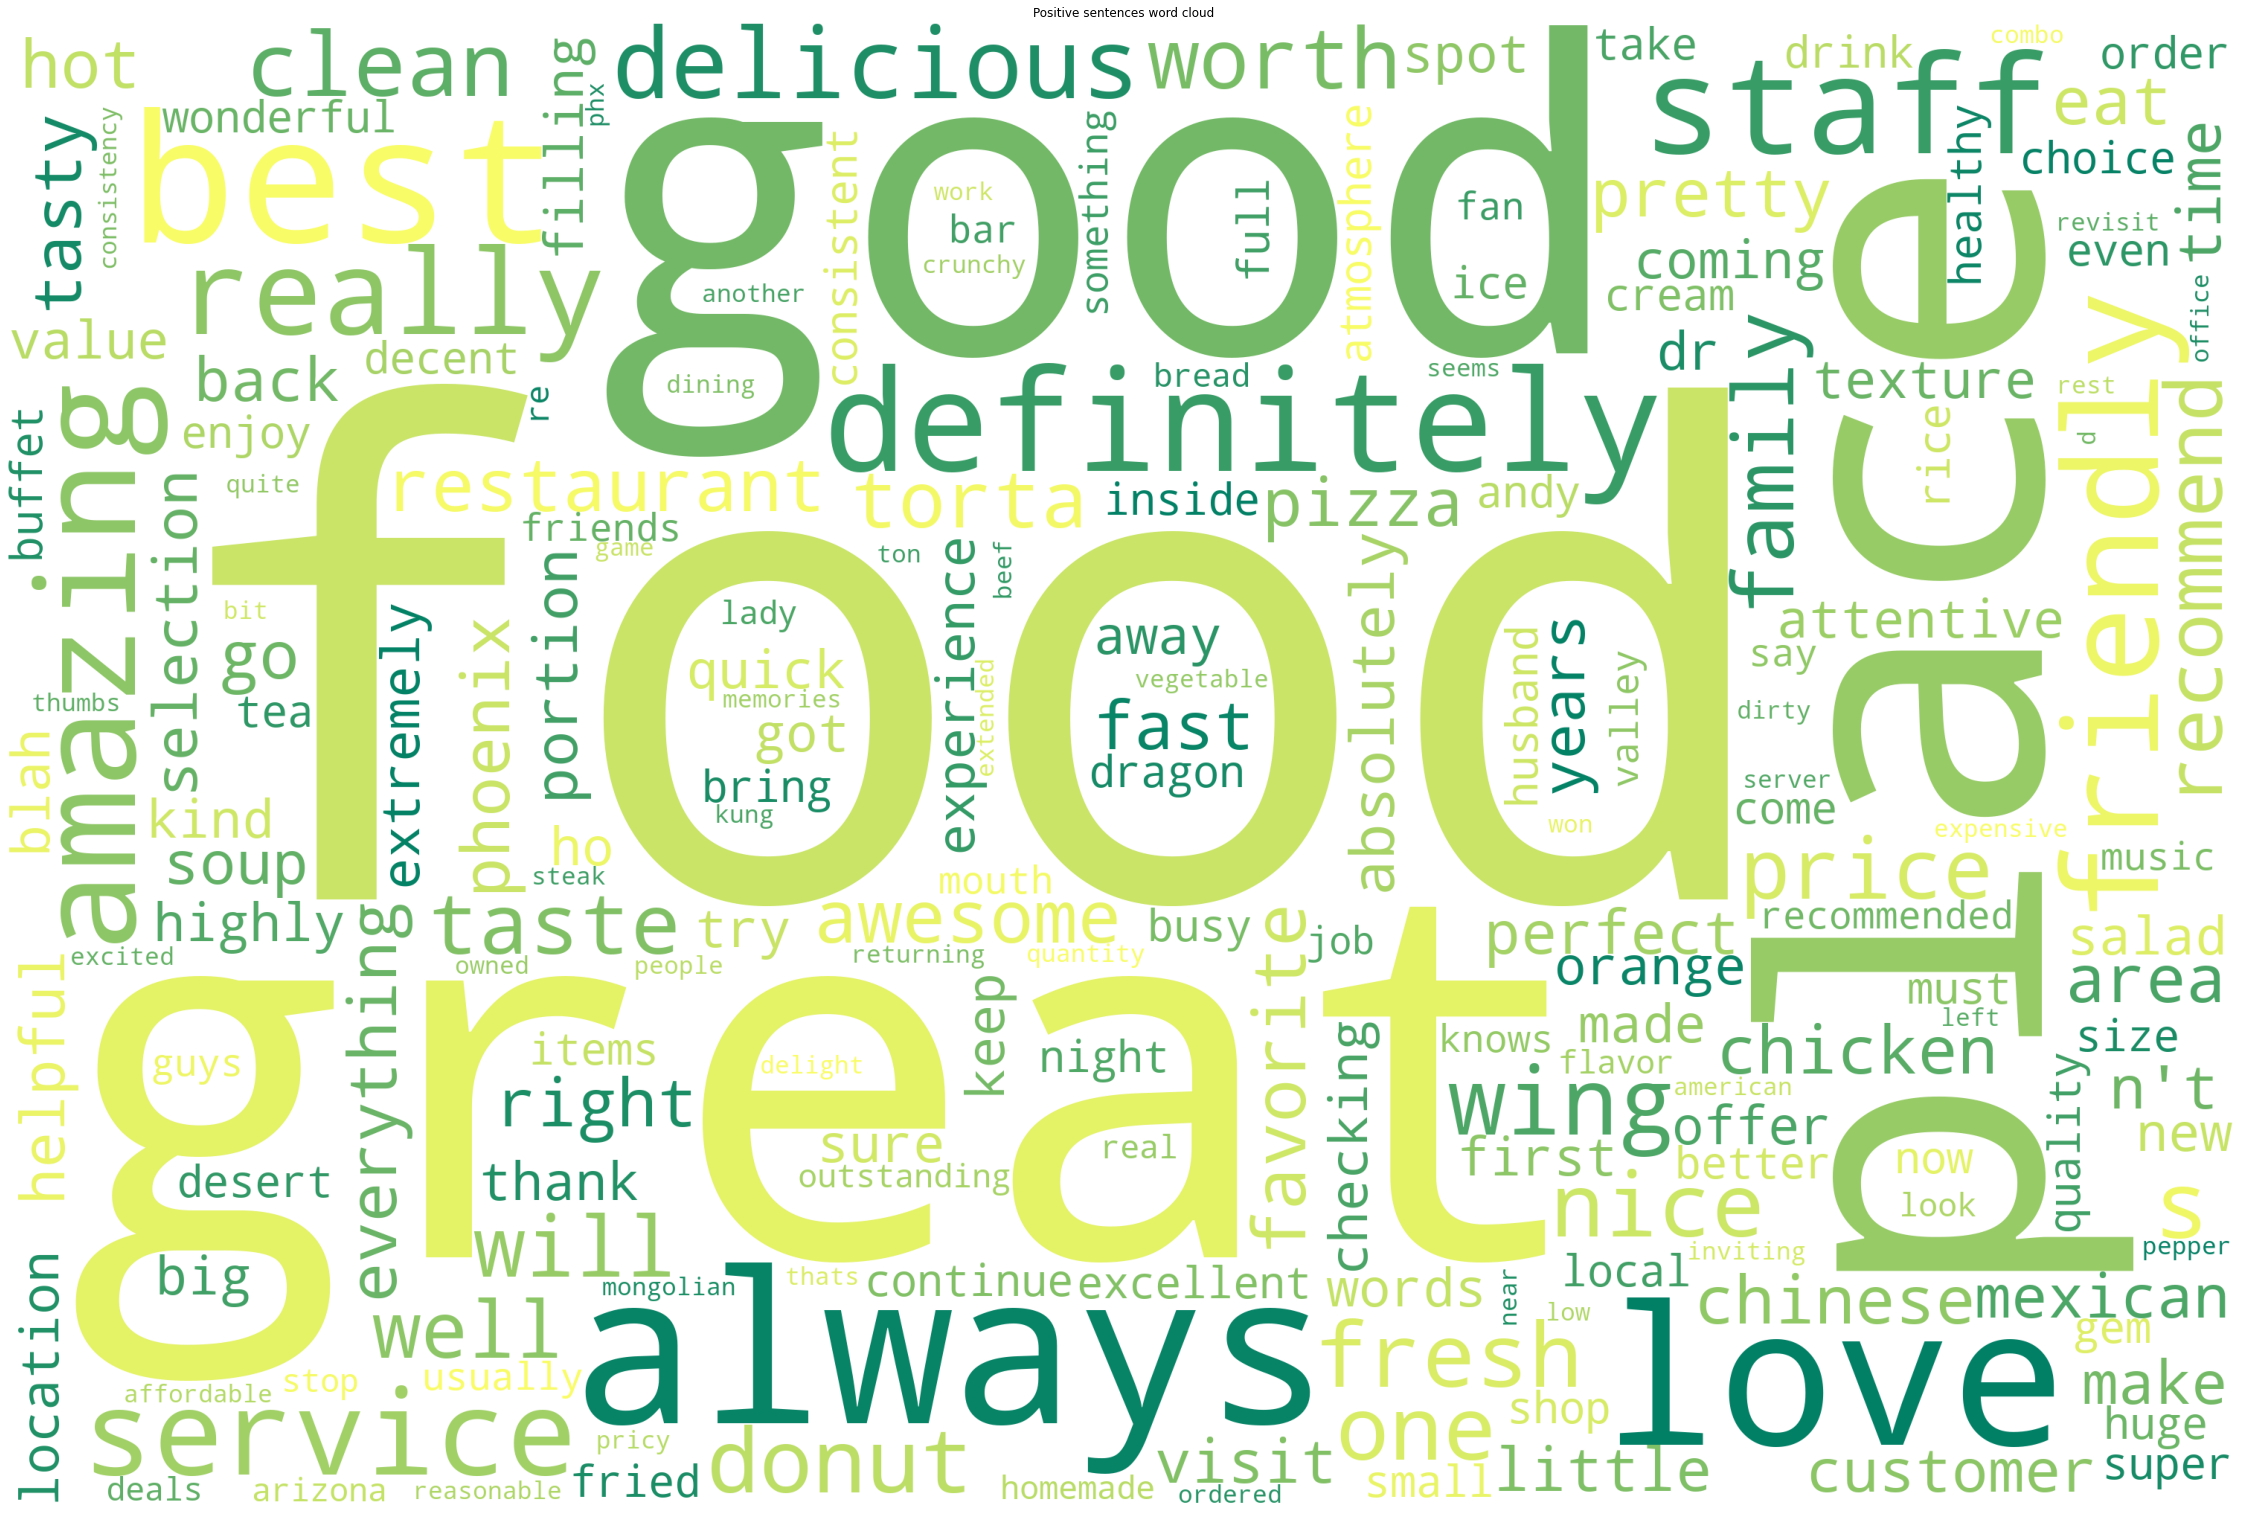 Positive sentences word cloud
hot
clean
filling
delicious
worth
spot
take
drink
combo
order
wonderful
phx
staff
eat
tasty
consistency
best
good
consistent
something
atmosphere
pretty
healthy
choice
time
work
bar
crunchy
full
fan
ice
really
another
coming
cream
revisit
even
office
value
back
decent
y
dining
definitely
bread
seems
dr
family
place
texture
friendly
rest
recommend
enjoy
re
buffet
amazing
selection
quite
restaurant
torta
inside
pizza
andy
rice
d
food
friends
game
ton
beef
portion
experience
absolutely
attentive
bit
go
tea
extremely
phoenix
lady
quick
memories
got
bring
kung
extended
away
vegetable
fast
dragon
husband
years
valley
won
say
dirty
server
come
expensive
thumbs
blah
kind
soup
ho
steak
price
music
highly
everything
taste
try
mouth
awesome
busy
job
perfect
recommended
salad
excited
owned
people
returning
quantity
favorite
orange
must
left
area
helpful
great
guys
items
delight
keep
night
checking
knows
made
flavor
chicken
american
size
quality
n't
right
wing
offer
new
sure
outstanding
real
first
better
now
look
desert
thank
will
nice
s
location
big
mongolian
thats
continue
excellent
words
near
local
low
inviting
pepper
well
always
fresh
love
chinese
mexican
gem
affordable
stop
usually
make
service
pricy
donut
visit
one
shop
small
little
customer
huge
super
deals
arizona
reasonable
fried
homemade
ordered